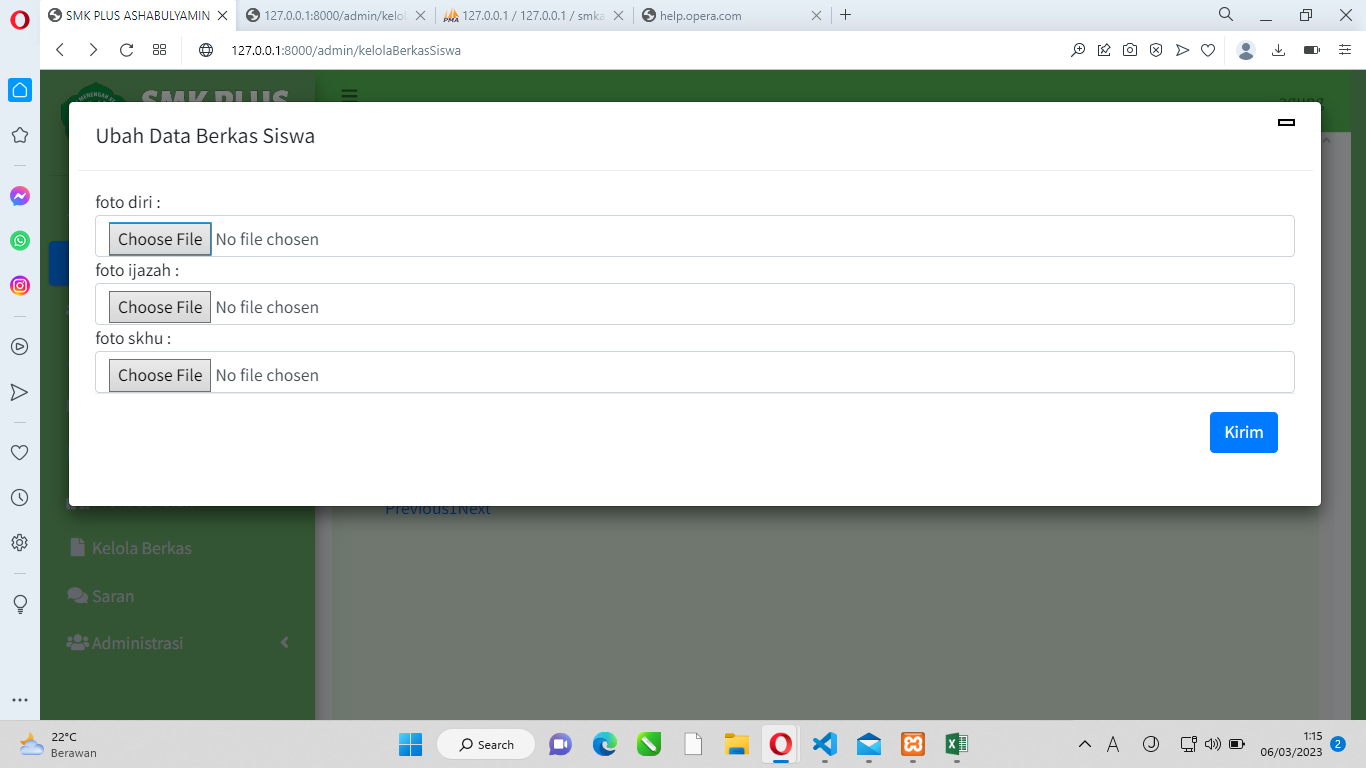 SMK PLUS ASHABULYAMIN
127.0.0.1:8000/admin/kelol
127.0.0.1 / 127.0.0.1 / smka
help.opera.com
127.0.0.1:8000/admin/kelolaBerkasSiswa
SMK PLUS
agung
Ubah Data Berkas Siswa
foto diri :
Choose File No file chosen
foto ijazah :
Choose File No file chosen
foto skhu :
Choose File No file chosen
Kirim
Previous1Next
Kelola Berkas
Saran
Administrasi
22°C
Berawan
Search
1:15
06/03/2023
2